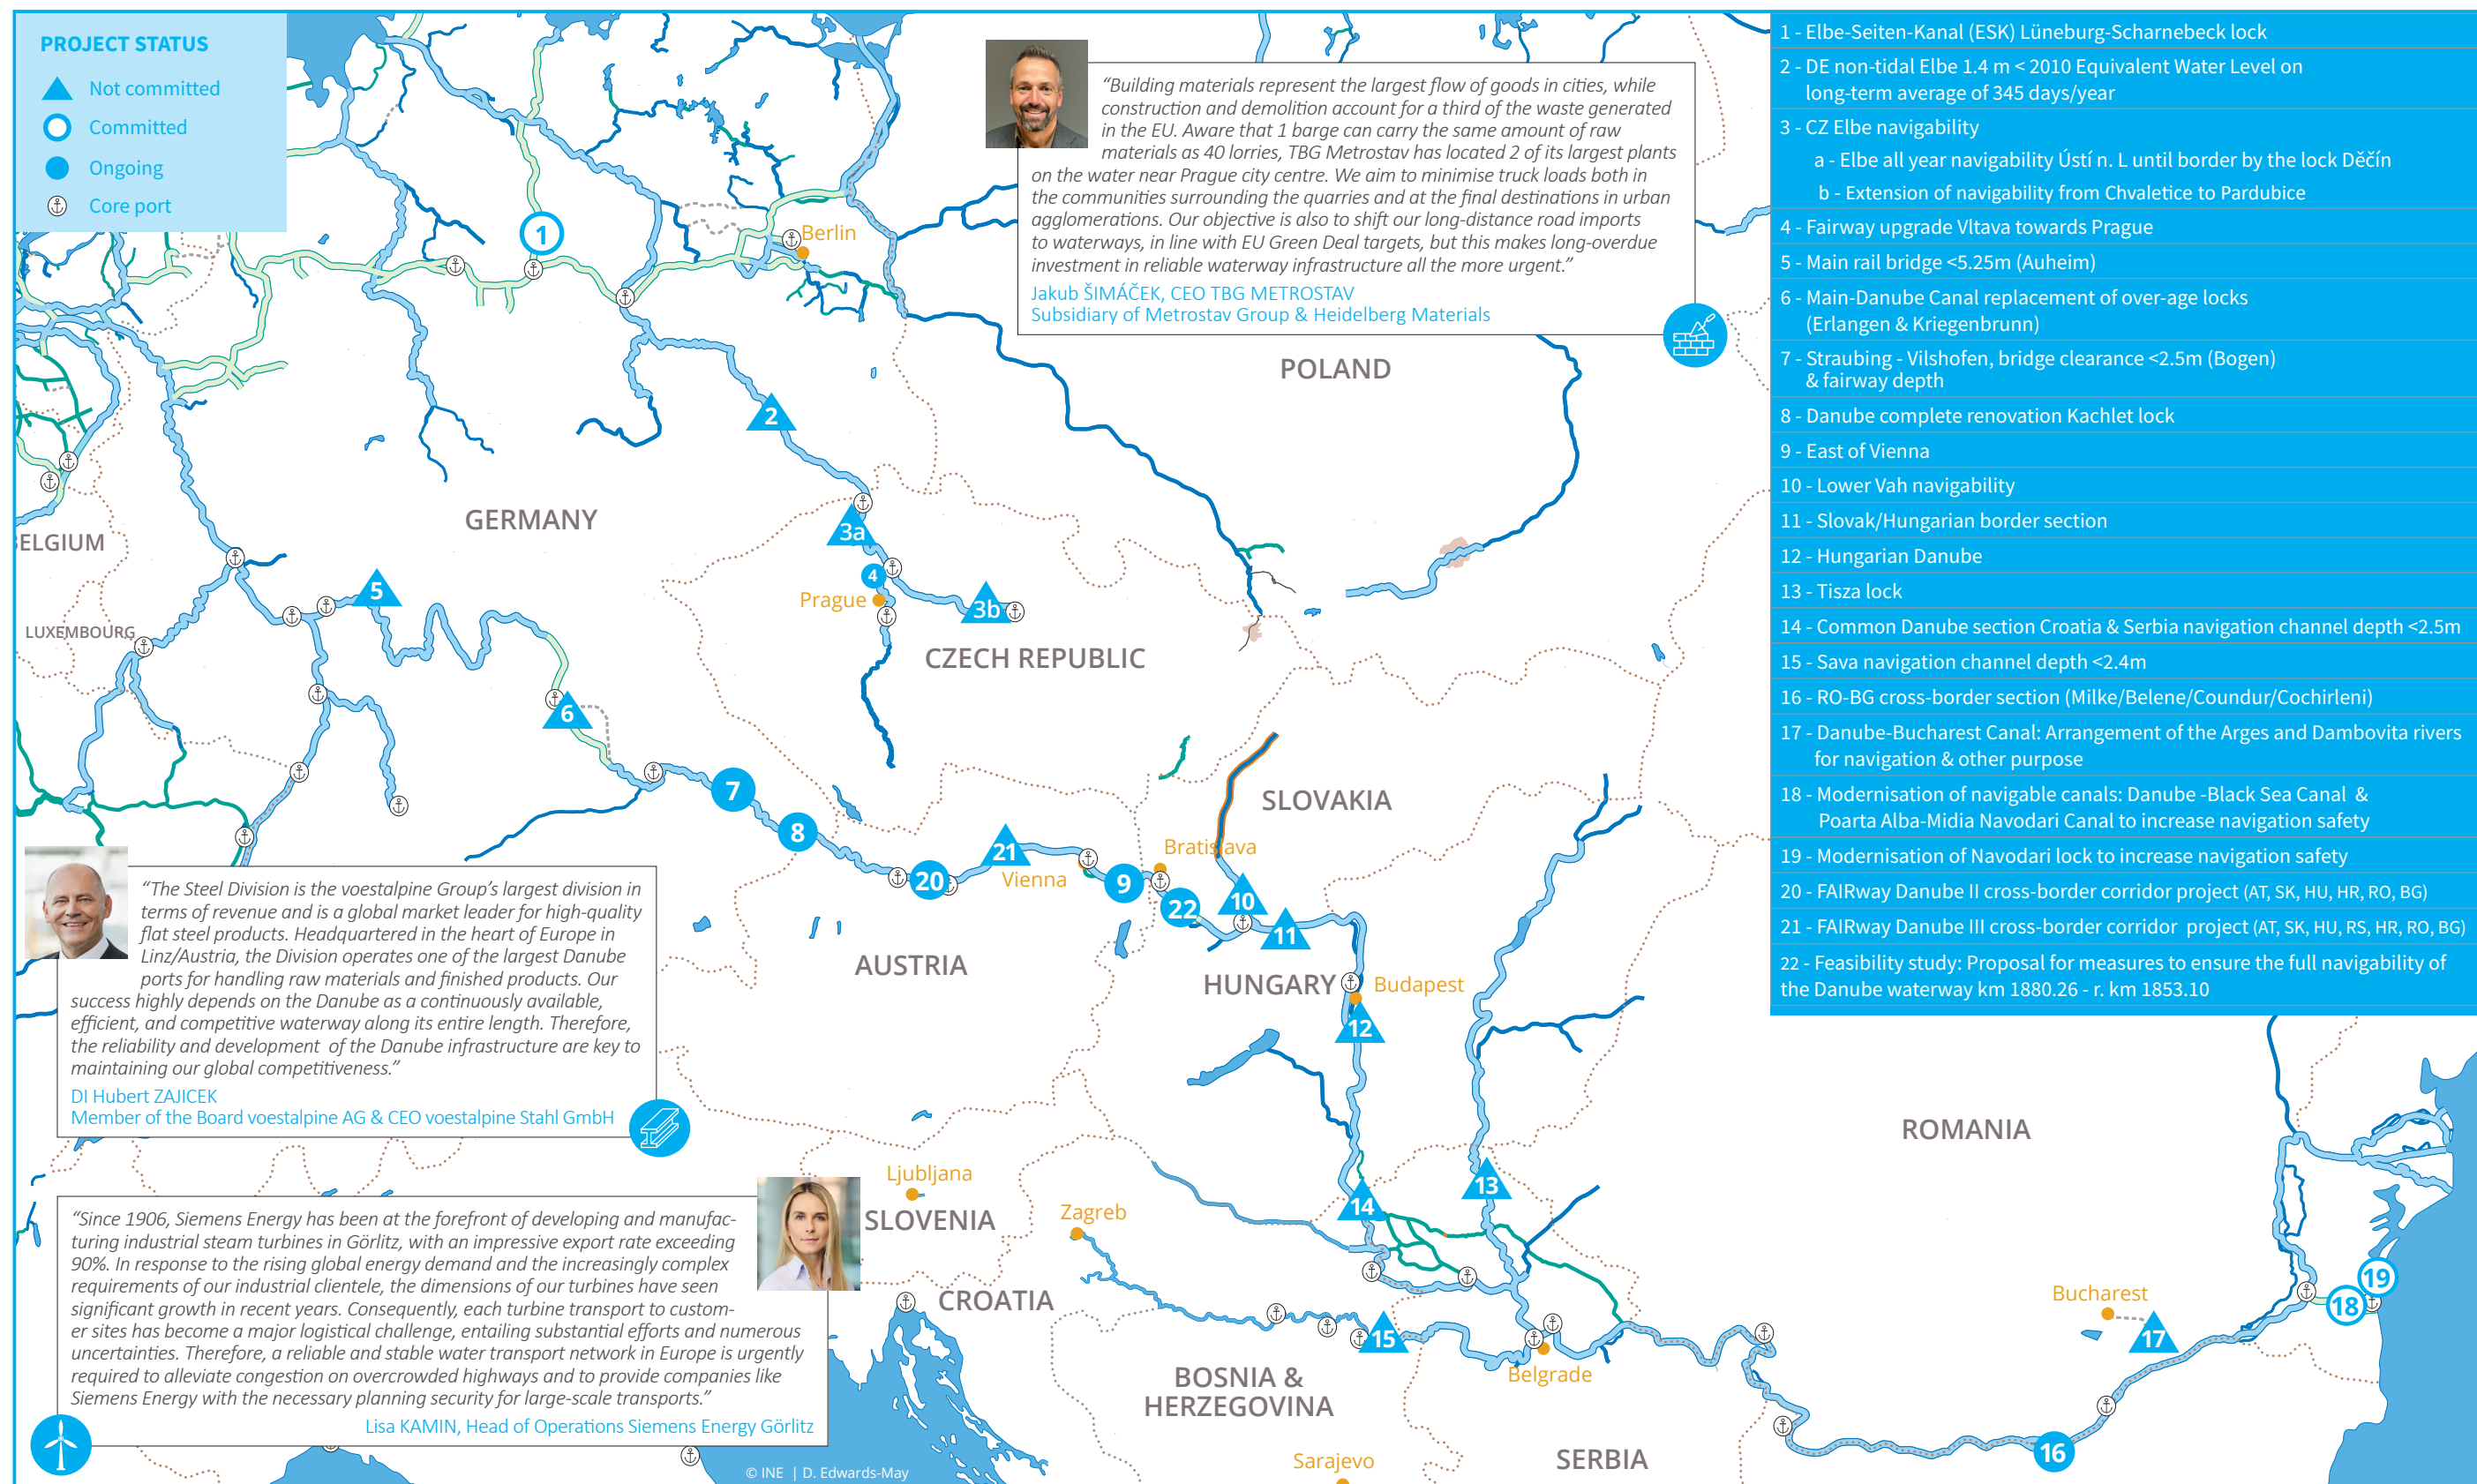 PROJECT STATUS
Not committed
Committed
Ongoing
Core port
“Building materials represent the largest flow of goods in cities, while
construction and demolition account for a third of the waste generated
in the EU. Aware that 1 barge can carry the same amount of raw
materials as 40 lorries, TBG Metrostav has located 2 of its largest plants
on the water near Prague city centre. We aim to minimise truck loads both in
the communities surrounding the quarries and at the final destinations in urban
agglomerations. Our objective is also to shift our long-distance road imports
to waterways, in line with EU Green Deal targets, but this makes long-overdue
investment in reliable waterway infrastructure all the more urgent.”
Jakub ŠIMÁČEK, CEO TBG METROSTAV
Subsidiary of Metrostav Group & Heidelberg Materials
1 - Elbe-Seiten-Kanal (ESK) Lüneburg-Scharnebeck lock
2 - DE non-tidal Elbe 1.4 m < 2010 Equivalent Water Level on
long-term average of 345 days/year
3 - CZ Elbe navigability
a - Elbe all year navigability Ústí n. L until border by the lock Děčín
b - Extension of navigability from Chvaletice to Pardubice
4 - Fairway upgrade Vltava towards Prague
5 - Main rail bridge <5.25m (Auheim)
6 - Main-Danube Canal replacement of over-age locks
(Erlangen & Kriegenbrunn)
7 - Straubing - Vilshofen, bridge clearance <2.5m (Bogen)
& fairway depth
8 - Danube complete renovation Kachlet lock
9 - East of Vienna
10 - Lower Vah navigability
11 - Slovak/Hungarian border section
12 - Hungarian Danube
13 - Tisza lock
14 - Common Danube section Croatia & Serbia navigation channel depth <2.5m
15 - Sava navigation channel depth <2.4m
16 - RO-BG cross-border section (Milke/Belene/Coundur/Cochirleni)
17 - Danube-Bucharest Canal: Arrangement of the Arges and Dambovita rivers
for navigation & other purpose
18 - Modernisation of navigable canals: Danube -Black Sea Canal &
Poarta Alba-Midia Navodari Canal to increase navigation safety
19 - Modernisation of Navodari lock to increase navigation safety
20 - FAIRway Danube II cross-border corridor project (AT, SK, HU, HR, RO, BG)
21 - FAIRway Danube III cross-border corridor project (AT, SK, HU, RS, HR, RO, BG)
22 - Feasibility study: Proposal for measures to ensure the full navigability of
the Danube waterway km 1880.26 - r. km 1853.10
1
Berlin
POLAND
2
GERMANY
3a
ELGIUM
4
5
Prague
3b
LUXEMBOURG
CZECH REPUBLIC
6
7
SLOVAKIA
8
Bratislava
21
Vienna
20
9
10
22
11
AUSTRIA
HUNGARY
Budapest
12
“The Steel Division is the voestalpine Group’s largest division in
terms of revenue and is a global market leader for high-quality
flat steel products. Headquartered in the heart of Europe in
Linz/Austria, the Division operates one of the largest Danube
ports for handling raw materials and finished products. Our
success highly depends on the Danube as a continuously available,
efficient, and competitive waterway along its entire length. Therefore,
the reliability and development of the Danube infrastructure are key to
maintaining our global competitiveness.”
DI Hubert ZAJICEK
Member of the Board voestalpine AG & CEO voestalpine Stahl GmbH
ROMANIA
Ljubljana
13
14
Zagreb
SLOVENIA
“Since 1906, Siemens Energy has been at the forefront of developing and manufac-
turing industrial steam turbines in Görlitz, with an impressive export rate exceeding
90%. In response to the rising global energy demand and the increasingly complex
requirements of our industrial clientele, the dimensions of our turbines have seen
significant growth in recent years. Consequently, each turbine transport to custom-
er sites has become a major logistical challenge, entailing substantial efforts and numerous
uncertainties. Therefore, a reliable and stable water transport network in Europe is urgently
required to alleviate congestion on overcrowded highways and to provide companies like
Siemens Energy with the necessary planning security for large-scale transports.”
Lisa KAMIN, Head of Operations Siemens Energy Görlitz
CROATIA
19
Bucharest
18
15
17
Belgrade
BOSNIA &
HERZEGOVINA
16
Sarajevo
SERBIA
© INE | D. Edwards-May